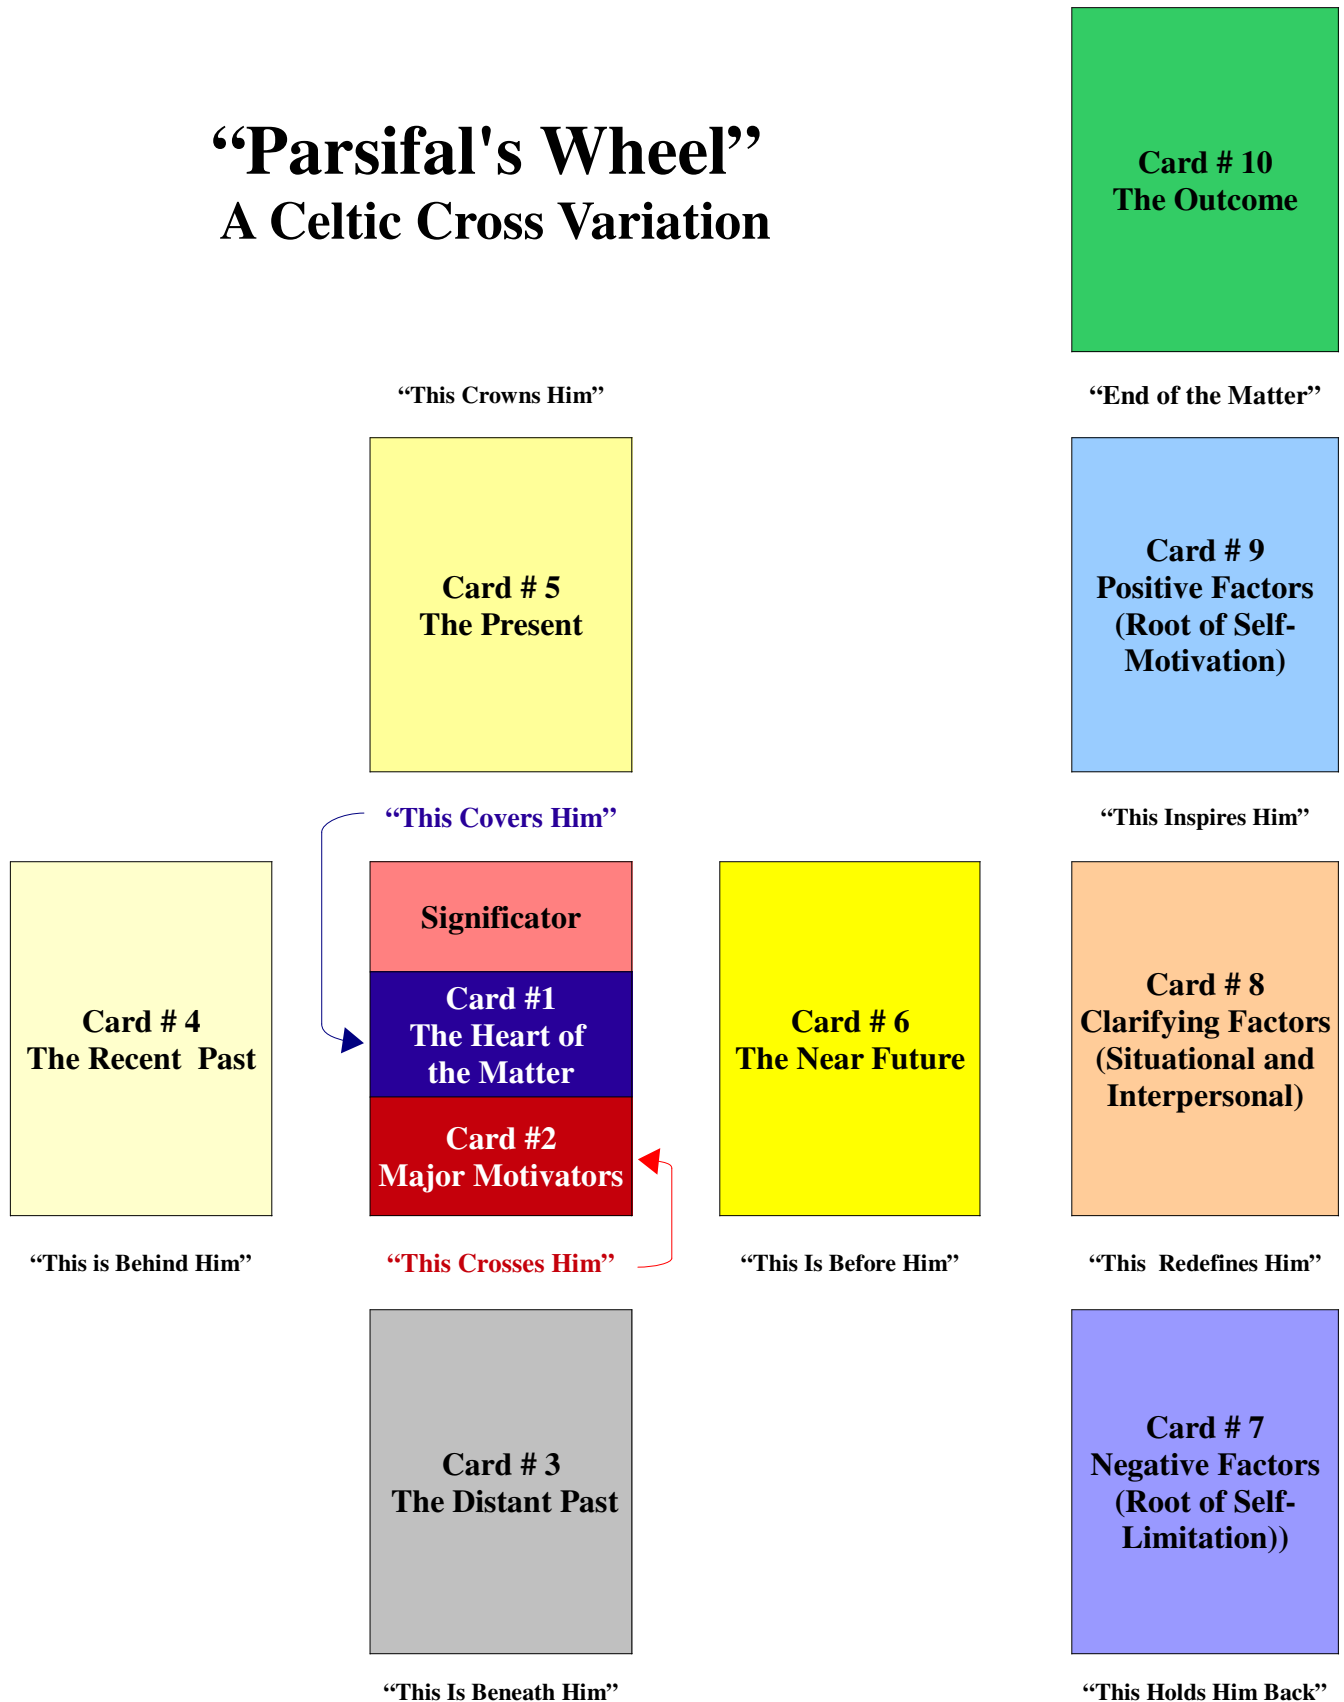 “Parsifal's Wheel”
A Celtic Cross Variation
Card # 10
The Outcome
“This Crowns Him”
“End of the Matter”
Card # 5
The Present
Card # 9
Positive Factors
(Root of Self-
Motivation)
“This Covers Him”
“This Inspires Him”
Card # 4
The Recent  Past
Significator
Card #1
The Heart of
the Matter
Card #2
Major Motivators
Card # 6
The Near Future
Card # 8
Clarifying Factors
(Situational and
Interpersonal)
“This is Behind Him”
“This Crosses Him”
“This Is Before Him”
“This  Redefines Him”
Card # 3
The Distant Past
Card # 7
Negative Factors
(Root of Self-
Limitation))
“This Is Beneath Him”
“This Holds Him Back”